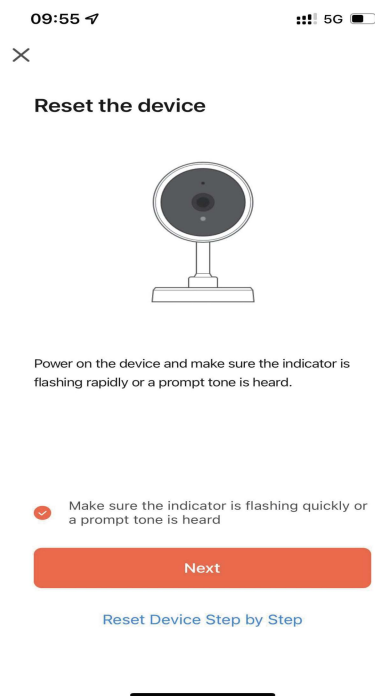 09:55
5G
Reset the device
Power on the device and make sure the indicator is
flashing rapidly or a prompt tone is heard.
Make sure the indicator is flashing quickly or
a prompt tone is heard
Next
Reset Device Step by Step